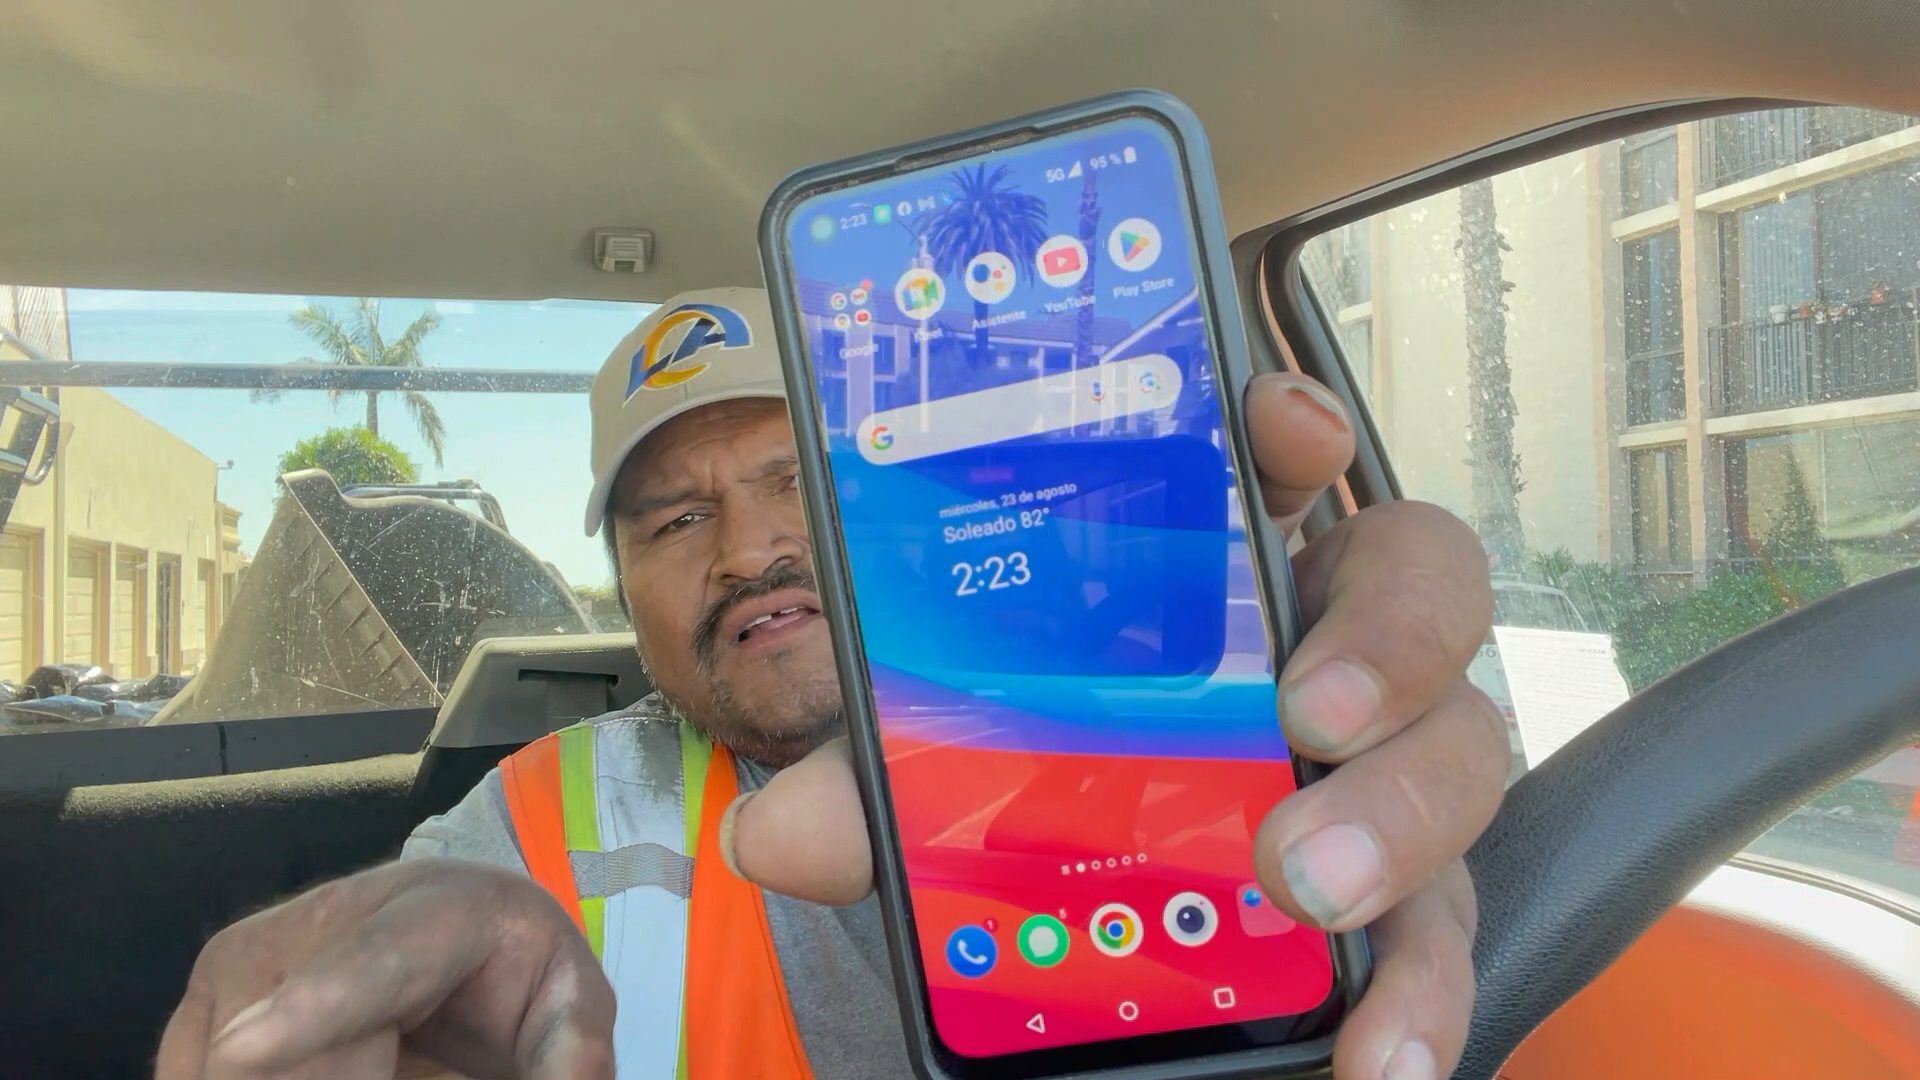 LA
2:23
5G 95 %
Google
Meet
Asistente
YouTube
Play Store
G
miércoles, 23 de agosto
Soleado 82°
2:23
1